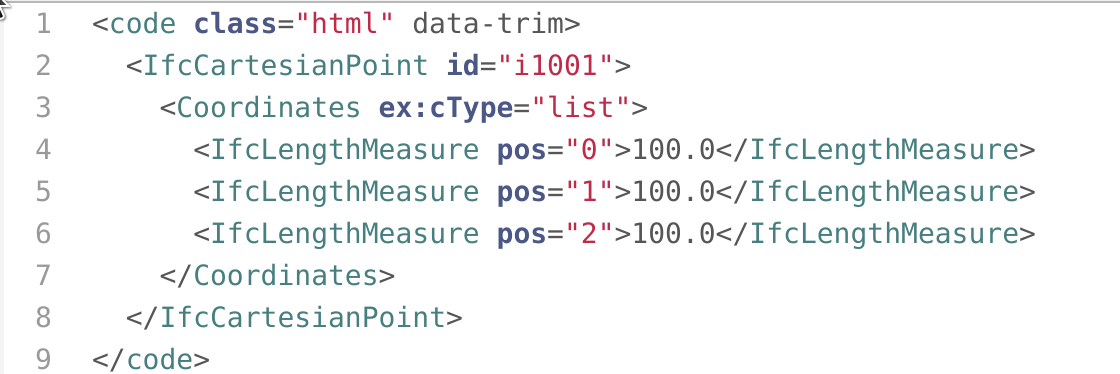 1 <code class="html" data-trim>
2   <IfcCartesianPoint id="i1001">
3     <Coordinates ex:cType="list">
4       <IfcLengthMeasure pos="0">100.0</IfcLengthMeasure>
5       <IfcLengthMeasure pos="1">100.0</IfcLengthMeasure>
6       <IfcLengthMeasure pos="2">100.0</IfcLengthMeasure>
7     </Coordinates>
8   </IfcCartesianPoint>
9 </code>